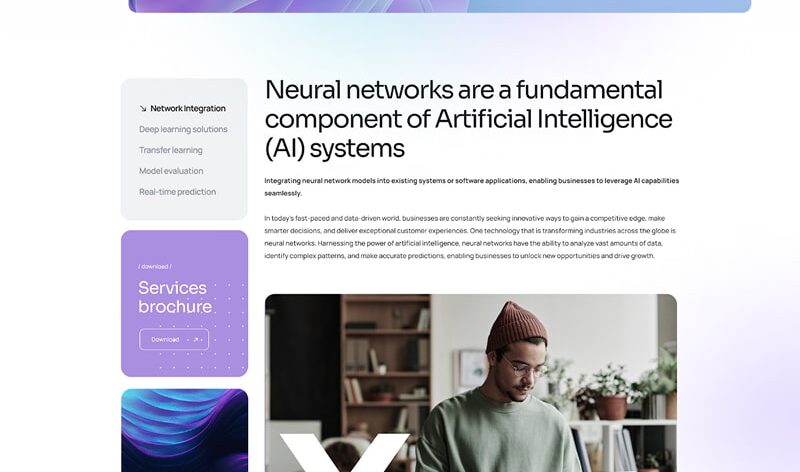 Network Integration
Deep learning solutions
Transfer learning
Model evaluation
Real-time prediction
/ download /
Services
brochure
Download
Neural networks are a fundamental
component of Artificial Intelligence
(AI) systems
Integrating neural network models into existing systems or software applications, enabling businesses to leverage AI capabilities
seamlessly.
In today's fast-paced and data-driven world, businesses are constantly seeking innovative ways to gain a competitive edge, make
smarter decisions, and deliver exceptional customer experiences. One technology that is transforming industries across the globe is
neural networks. Harnessing the power of artificial intelligence, neural networks have the ability to analyze vast amounts of data,
identify complex patterns, and make accurate predictions, enabling businesses to unlock new opportunities and drive growth.